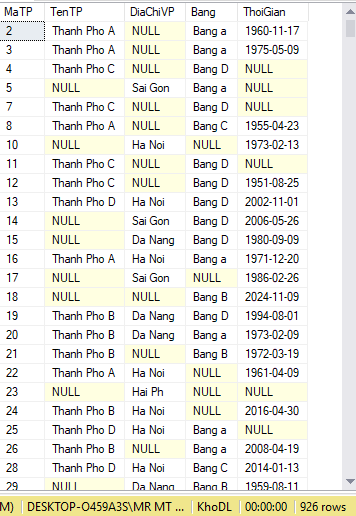 MaTP TenTP DiaChiVP Bang ThoiGian
2 Thanh Pho A NULL Bang a 1960-11-17
3 Thanh Pho A NULL Bang a 1975-05-09
4 Thanh Pho C NULL Bang D NULL
5 NULL Sai Gon Bang a NULL
7 Thanh Pho C NULL Bang D NULL
8 Thanh Pho A NULL Bang C 1955-04-23
10 NULL Ha Noi NULL 1973-02-13
11 Thanh Pho C NULL Bang D NULL
12 Thanh Pho C NULL Bang D 1951-08-25
13 Thanh Pho D Ha Noi Bang D 2002-11-01
14 NULL Sai Gon Bang D 2006-05-26
15 NULL Da Nang Bang D 1980-09-09
16 Thanh Pho A Ha Noi Bang a 1971-12-20
17 NULL Sai Gon NULL 1986-02-26
18 NULL NULL Bang B 2024-11-09
19 Thanh Pho B Da Nang Bang D 1994-08-01
20 Thanh Pho B Da Nang Bang a 1973-02-09
21 Thanh Pho B NULL Bang B 1972-03-19
22 Thanh Pho A Ha Noi NULL 1961-04-09
23 NULL Hai Ph NULL NULL
24 Thanh Pho B Ha Noi NULL 2016-04-30
25 Thanh Pho D Ha Noi Bang a NULL
26 Thanh Pho B NULL Bang a 2008-04-19
28 Thanh Pho D Ha Noi Bang C 2014-01-13
29 NULL Da Nang Bang B 1959-08-11
M) DESKTOP-O459A3S\MR MT ... KhoDL 00:00:00 926 rows